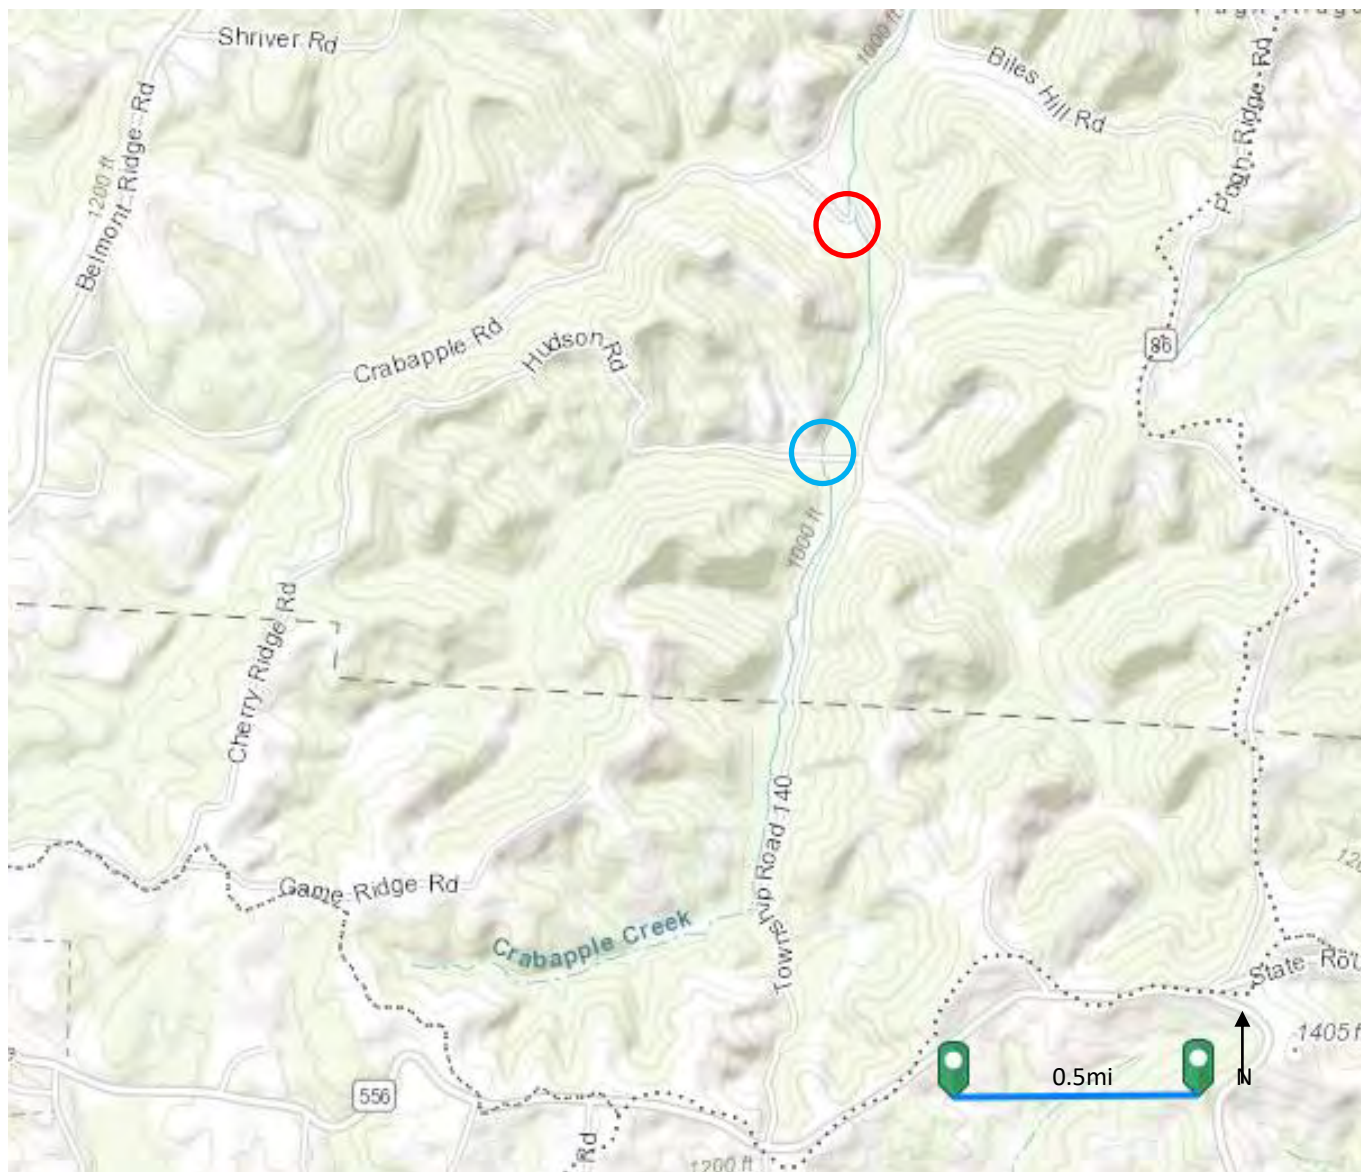 Shriver Rd
1000 ft
Biles Hill Rd
Pugh Ridge Rd
1200 ft
Belmont Ridge Rd
Crabapple Rd
Hudson Rd
86
1000 ft
Cherry Ridge Rd
Township Road 140
Game Ridge Rd
Crabapple Creek
State Rou
1405 ft
0.5mi
N
556
Rd
1200 ft